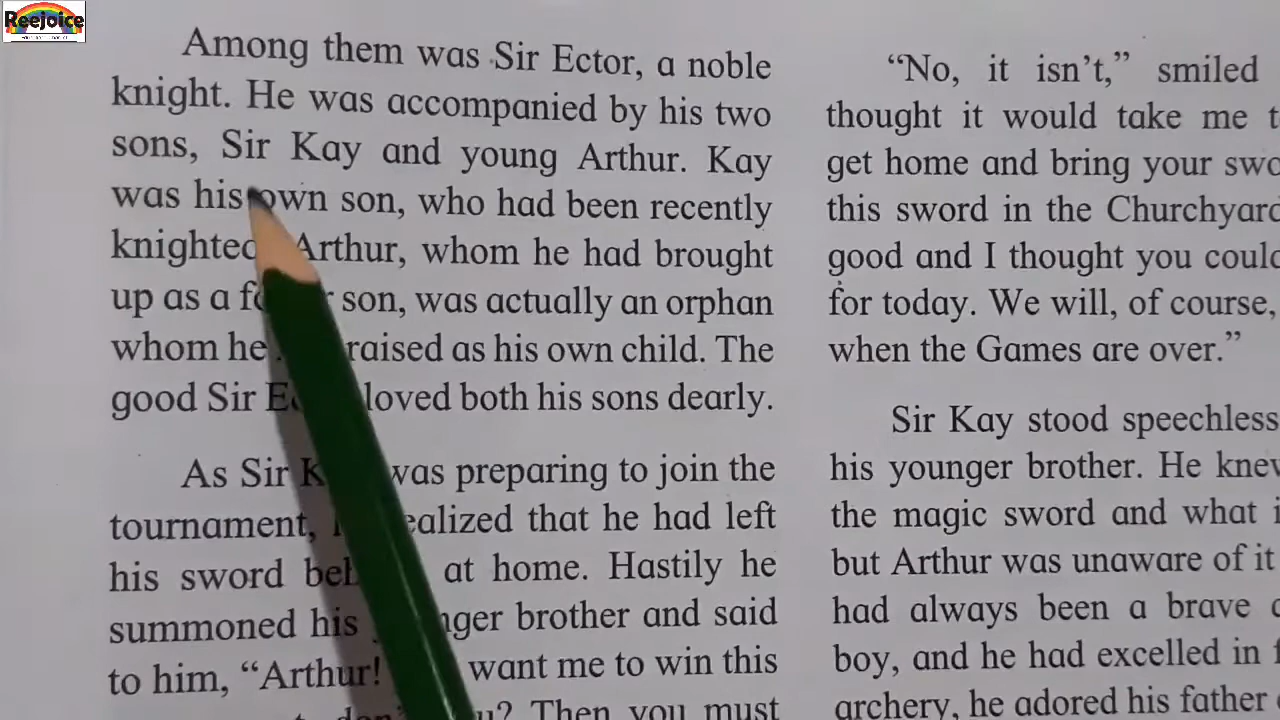 Reejoice
Among them was Sir Ector, a noble
knight. He was accompanied by his two
sons, Sir Kay and young Arthur. Kay
was his own son, who had been recently
knighted Arthur, whom he had brought
up as a son, was actually an orphan
whom he raised as his own child. The
good Sir loved both his sons dearly.
As Sir was preparing to join the
tournament, realized that he had left
his sword at home. Hastily he
summoned his brother and said
to him, “Arthur! want me to win this
Then you must
“No, it isn’t,” smiled
thought it would take me
get home and bring your
this sword in the
good and I thought you
for today. We will, of course,
when the Games are over.”
Sir Kay stood speechless
his younger brother. He
the magic sword and what
but Arthur was unaware of it
had always been a brave
boy, and he had excelled in
archery, he adored his father